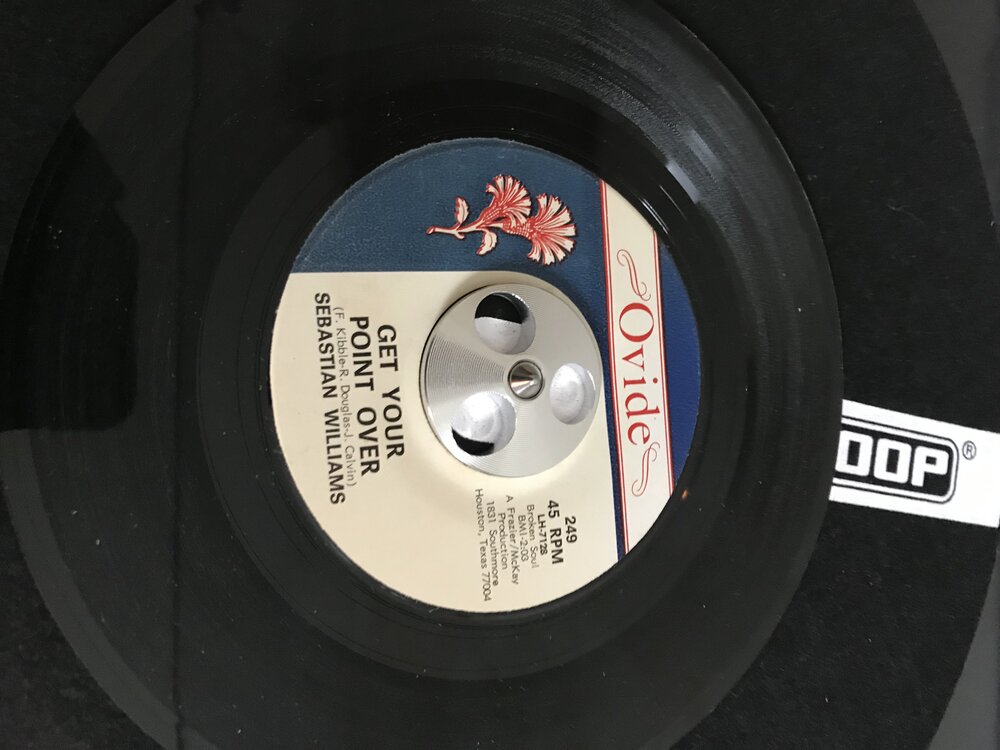 Ovide
249
45 RPM
LH-7128
Broken Soul
BMI-2:03
A Frazier/McKay
Production
1831 Southmore
Houston, Texas 77004
GET YOUR
POINT OVER
(F. Kibble-R. Douglas-J. Calvin)
SEBASTIAN WILLIAMS
OOP®